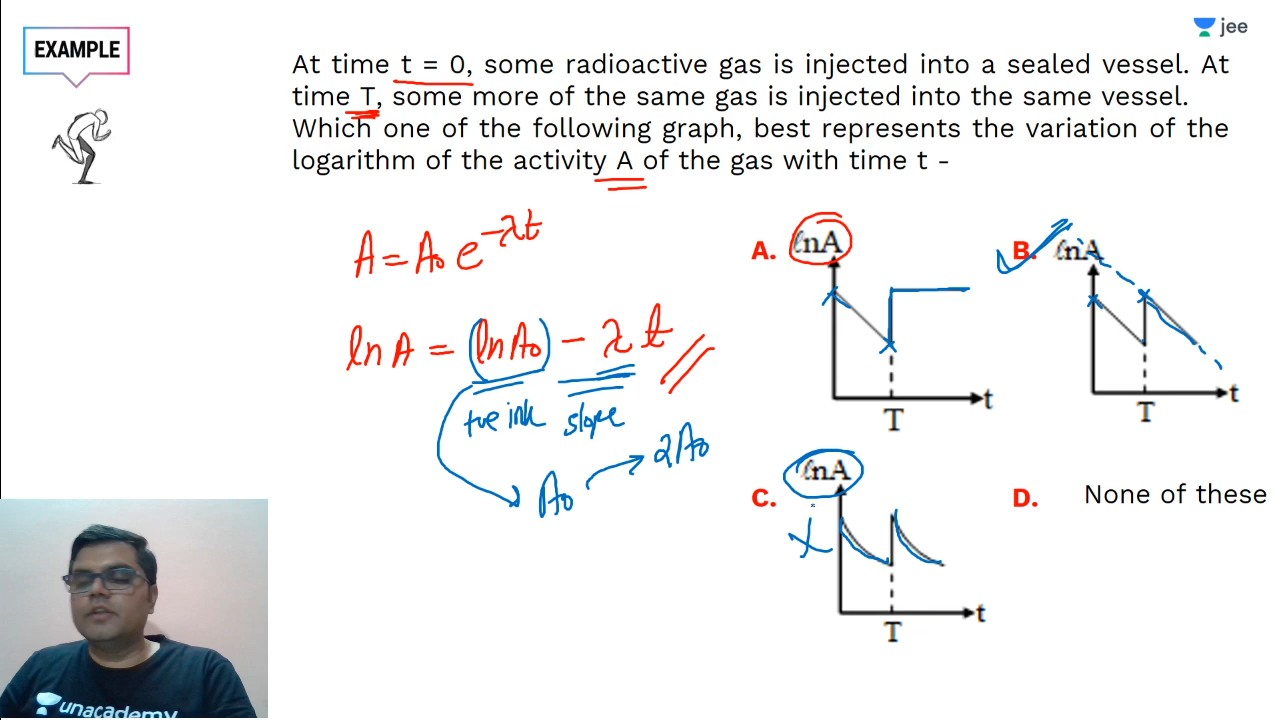 EXAMPLE
jee
At time t = 0, some radioactive gas is injected into a sealed vessel. At
time T, some more of the same gas is injected into the same vessel.
Which one of the following graph, best represents the variation of the
logarithm of the activity A of the gas with time t -
A = A₀ e^-λt
ln A = (ln A₀) - λ t
+ve slope
A₀ → 2A₀
A.
ℓnA
t
T
B.
ℓnA
t
T
C.
ℓnA
t
T
D. None of these
unacademy